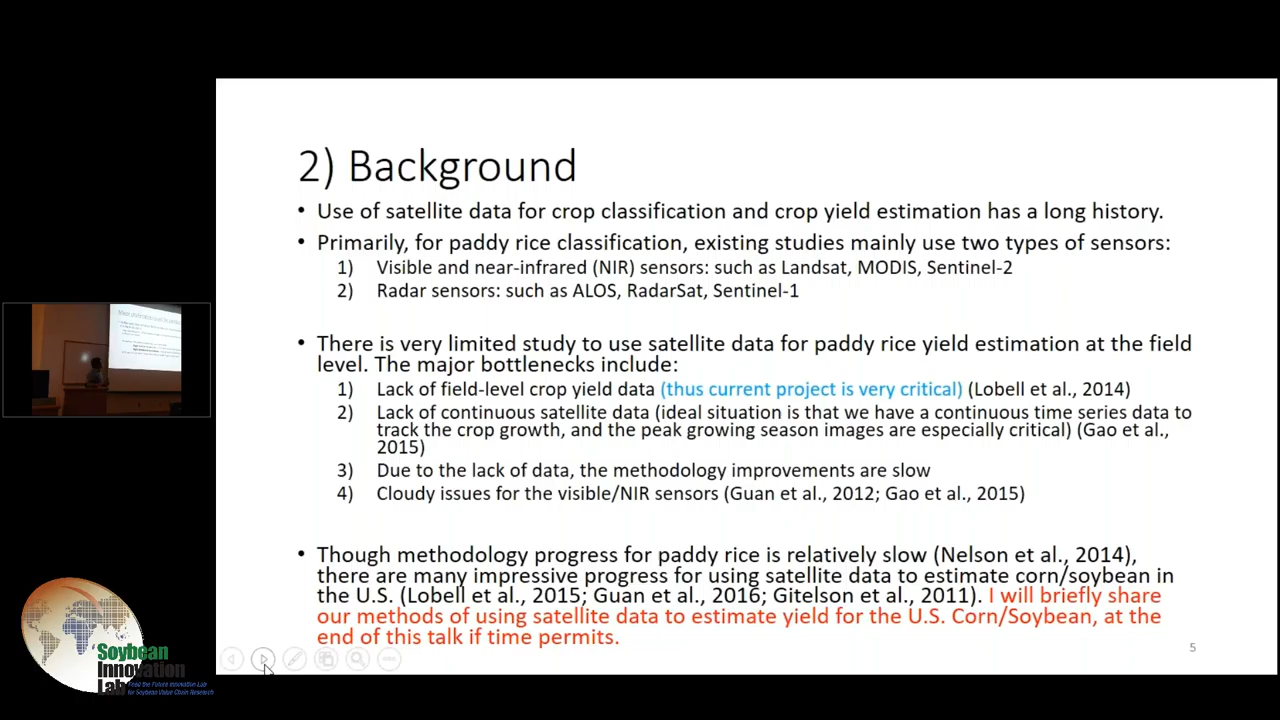 2) Background
• Use of satellite data for crop classification and crop yield estimation has a long history.
• Primarily, for paddy rice classification, existing studies mainly use two types of sensors:
1) Visible and near-infrared (NIR) sensors: such as Landsat, MODIS, Sentinel-2
2) Radar sensors: such as ALOS, RadarSat, Sentinel-1
• There is very limited study to use satellite data for paddy rice yield estimation at the field
level. The major bottlenecks include:
1) Lack of field-level crop yield data (thus current project is very critical) (Lobell et al., 2014)
2) Lack of continuous satellite data (ideal situation is that we have a continuous time series data to
track the crop growth, and the peak growing season images are especially critical) (Gao et al.,
2015)
3) Due to the lack of data, the methodology improvements are slow
4) Cloudy issues for the visible/NIR sensors (Guan et al., 2012; Gao et al., 2015)
• Though methodology progress for paddy rice is relatively slow (Nelson et al., 2014),
there are many impressive progress for using satellite data to estimate corn/soybean in
the U.S. (Lobell et al., 2015; Guan et al., 2016; Gitelson et al., 2011). I will briefly share
our methods of using satellite data to estimate yield for the U.S. Corn/Soybean, at the
end of this talk if time permits.
5
Soybean
Innovation
Lab
Feed the Future Innovation Lab
for Soybean Value Chain Research